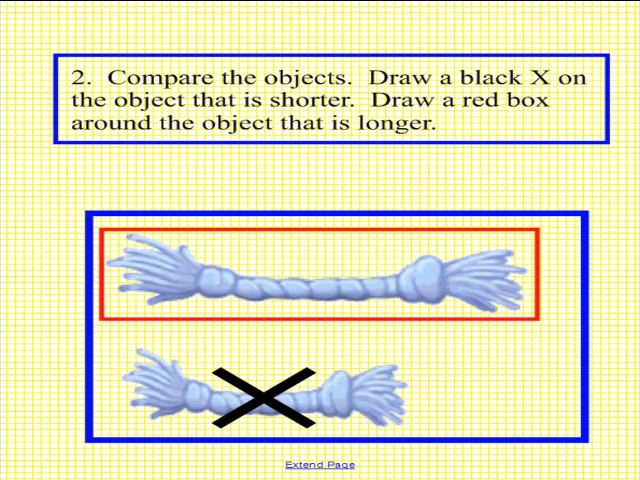 2.  Compare the objects.  Draw a black X on
the object that is shorter.  Draw a red box
around the object that is longer.
Extend Page